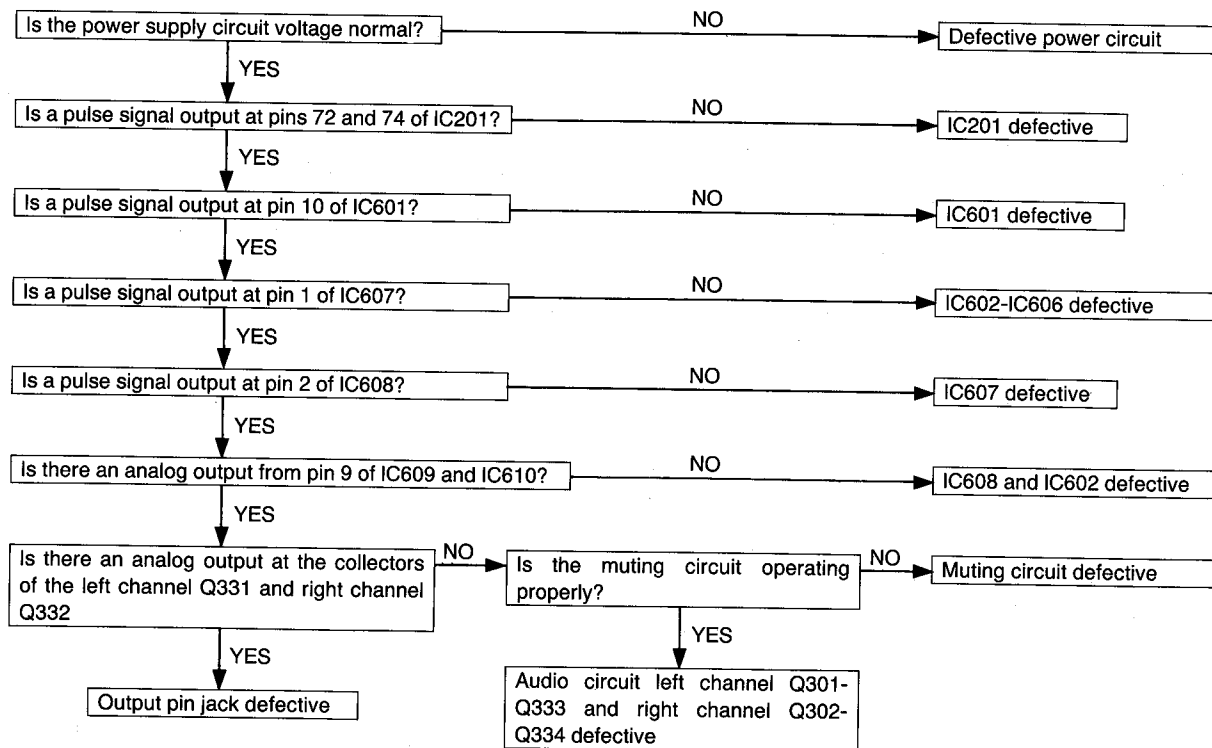 Is the power supply circuit voltage normal?
NO
Defective power circuit
YES
Is a pulse signal output at pins 72 and 74 of IC201?
NO
IC201 defective
YES
Is a pulse signal output at pin 10 of IC601?
NO
IC601 defective
YES
Is a pulse signal output at pin 1 of IC607?
NO
IC602-IC606 defective
YES
Is a pulse signal output at pin 2 of IC608?
NO
IC607 defective
YES
Is there an analog output from pin 9 of IC609 and IC610?
NO
IC608 and IC602 defective
YES
Is there an analog output at the collectors
of the left channel Q331 and right channel
Q332
NO
Is the muting circuit operating
properly?
NO
Muting circuit defective
YES
Output pin jack defective
YES
Audio circuit left channel Q301-
Q333 and right channel Q302-
Q334 defective